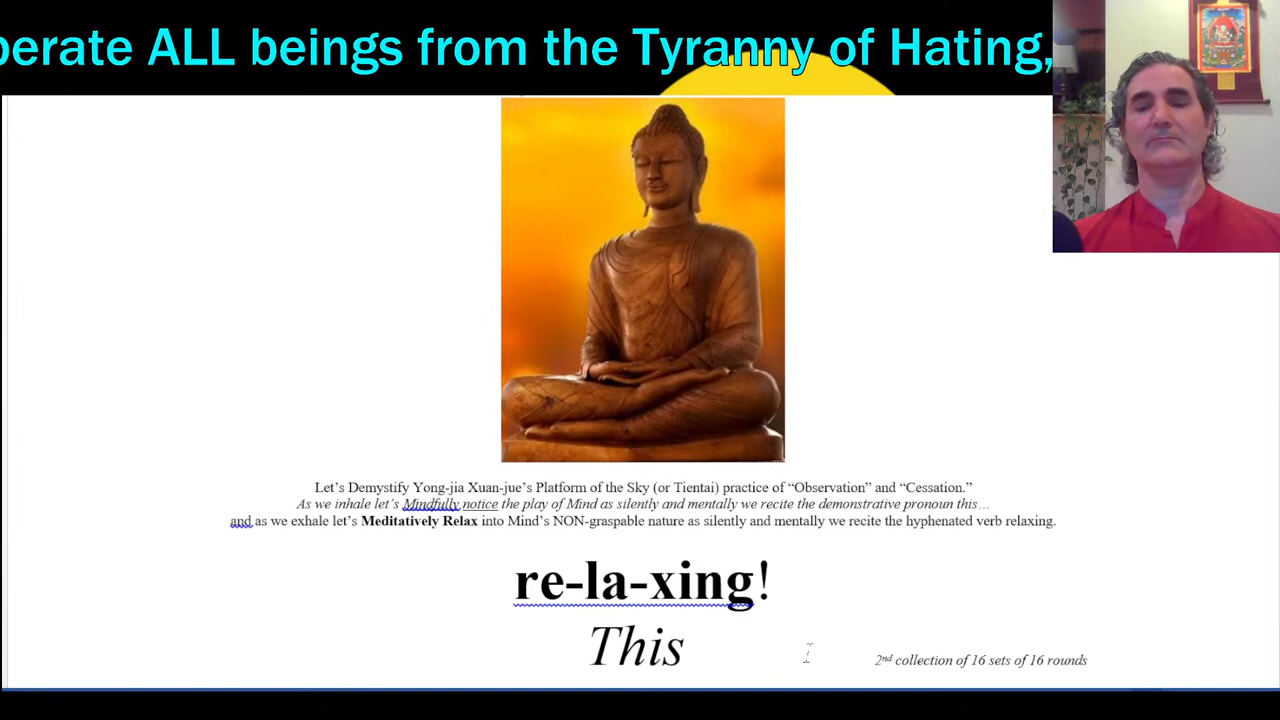 berate ALL beings from the Tyranny of Hating,
Let’s Demystify Yong-jia Xuan-jue’s Platform of the Sky (or Tientai) practice of “Observation” and “Cessation.”
As we inhale let’s Mindfully notice the play of Mind as silently and mentally we recite the demonstrative pronoun this…
and as we exhale let’s Meditatively Relax into Mind’s NON-graspable nature as silently and mentally we recite the hyphenated verb relaxing.
re-la-xing!
This
2nd collection of 16 sets of 16 rounds